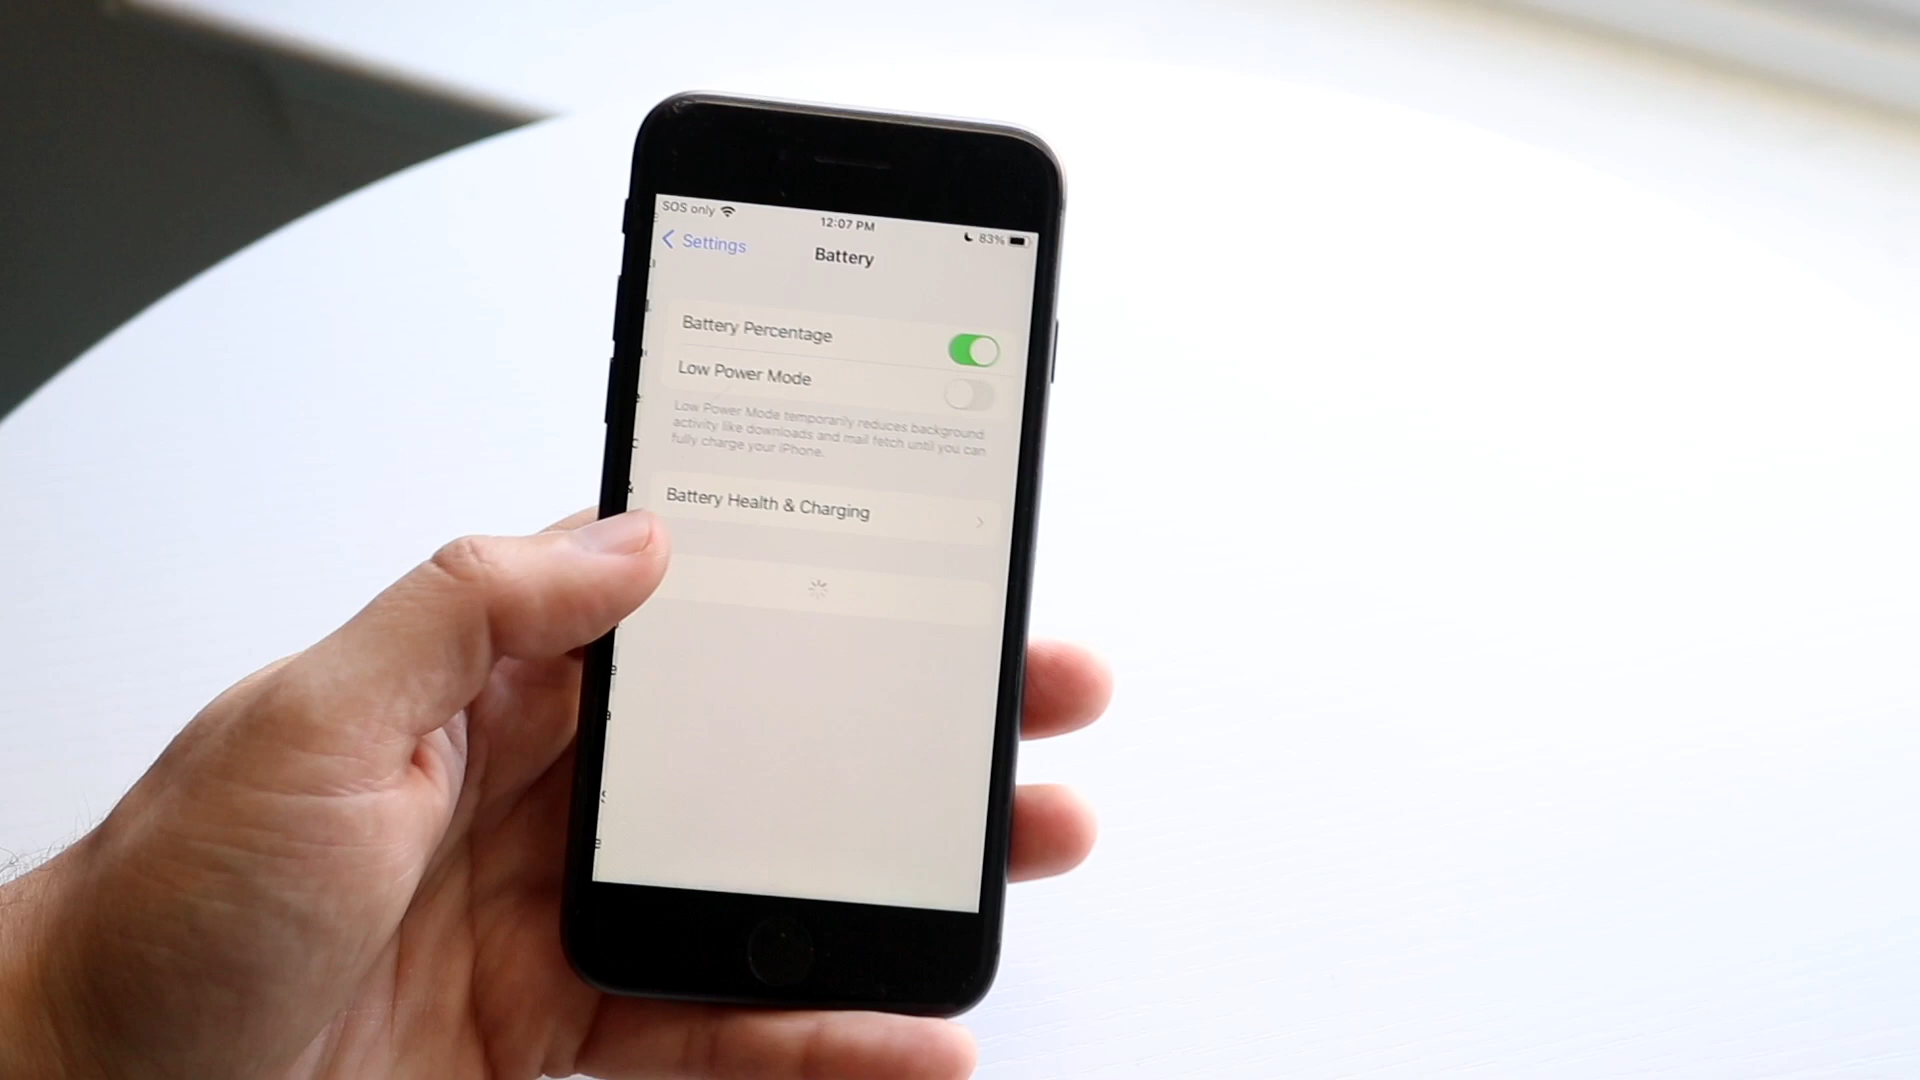 SOS only
12:07 PM
83%
Settings
Battery
Battery Percentage
Low Power Mode
Low Power Mode temporarily reduces background
activity like downloads and mail fetch until you can
fully charge your iPhone.
Battery Health & Charging